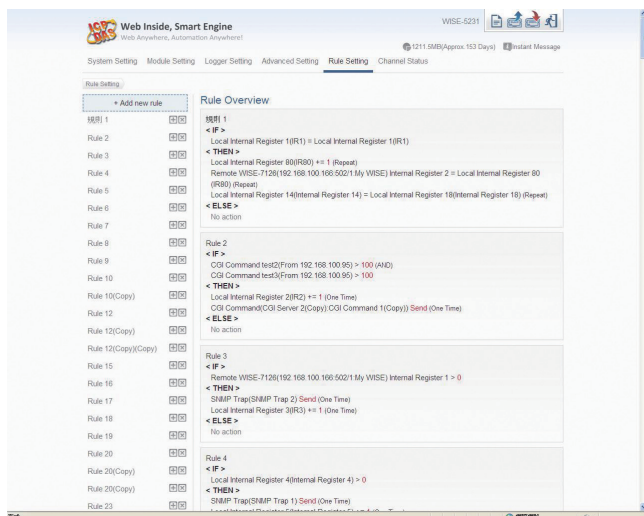 ICP DAS
Web Inside, Smart Engine
Web Anywhere, Automation Anywhere!
WISE-5231
1211.5MB(Approx.153 Days) Instant Message
System Setting Module Setting Logger Setting Advanced Setting Rule Setting Channel Status
Rule Setting
+ Add new rule
規則 1
Rule 2
Rule 3
Rule 4
Rule 5
Rule 6
Rule 7
Rule 8
Rule 9
Rule 10
Rule 10(Copy)
Rule 12
Rule 12(Copy)
Rule 12(Copy)(Copy)
Rule 15
Rule 16
Rule 17
Rule 18
Rule 19
Rule 20
Rule 20(Copy)
Rule 20(Copy)
Rule 23
Rule Overview
規則 1
< IF >
Local Internal Register 1(IR1) = Local Internal Register 1(IR1)
< THEN >
Local Internal Register 80(IR80) += 1 (Repeat)
Remote WISE-7126(192.168.100.166:502/1:My WISE) Internal Register 2 = Local Internal Register 80
(IR80) (Repeat)
Local Internal Register 14(Internal Register 14) = Local Internal Register 18(Internal Register 18) (Repeat)
< ELSE >
No action
Rule 2
< IF >
CGI Command test2(From 192.168.100.95) > 100 (AND)
CGI Command test3(From 192.168.100.95) > 100
< THEN >
Local Internal Register 2(IR2) += 1 (One Time)
CGI Command(CGI Server 2(Copy):CGI Command 1(Copy)) Send (One Time)
< ELSE >
No action
Rule 3
< IF >
Remote WISE-7126(192.168.100.166:502/1:My WISE) Internal Register 1 > 0
< THEN >
SNMP Trap(SNMP Trap 2) Send (One Time)
Local Internal Register 3(IR3) += 1 (One Time)
< ELSE >
No action
Rule 4
< IF >
Local Internal Register 4(Internal Register 4) > 0
< THEN >
SNMP Trap(SNMP Trap 1) Send (One Time)